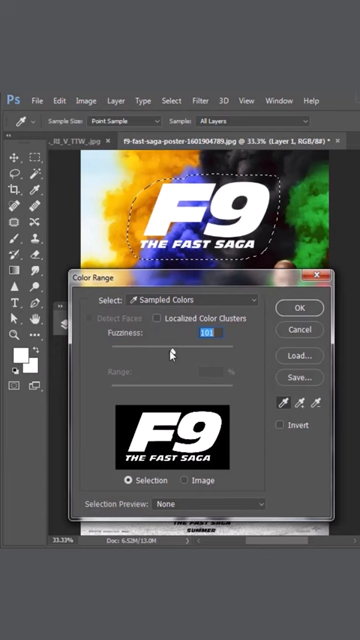 Ps File Edit Image Layer Type Select Filter 3D View Window Help
Sample Size: Point Sample Sample: All Layers
_RI_V_TTW_.jpg × f9-fast-saga-poster-1601904789.jpg @ 33.3% (Layer 1, RGB/8#) * ×
F9
THE FAST SAGA
Color Range
Select: Sampled Colors
OK
Detect Faces Localized Color Clusters
Cancel
Fuzziness: 101
Load...
Range: %
Save...
F9
THE FAST SAGA
Invert
Selection Image
Selection Preview: None
THE FAST SAGA
SUMMER
33.33% Doc: 6.52M/13.0M